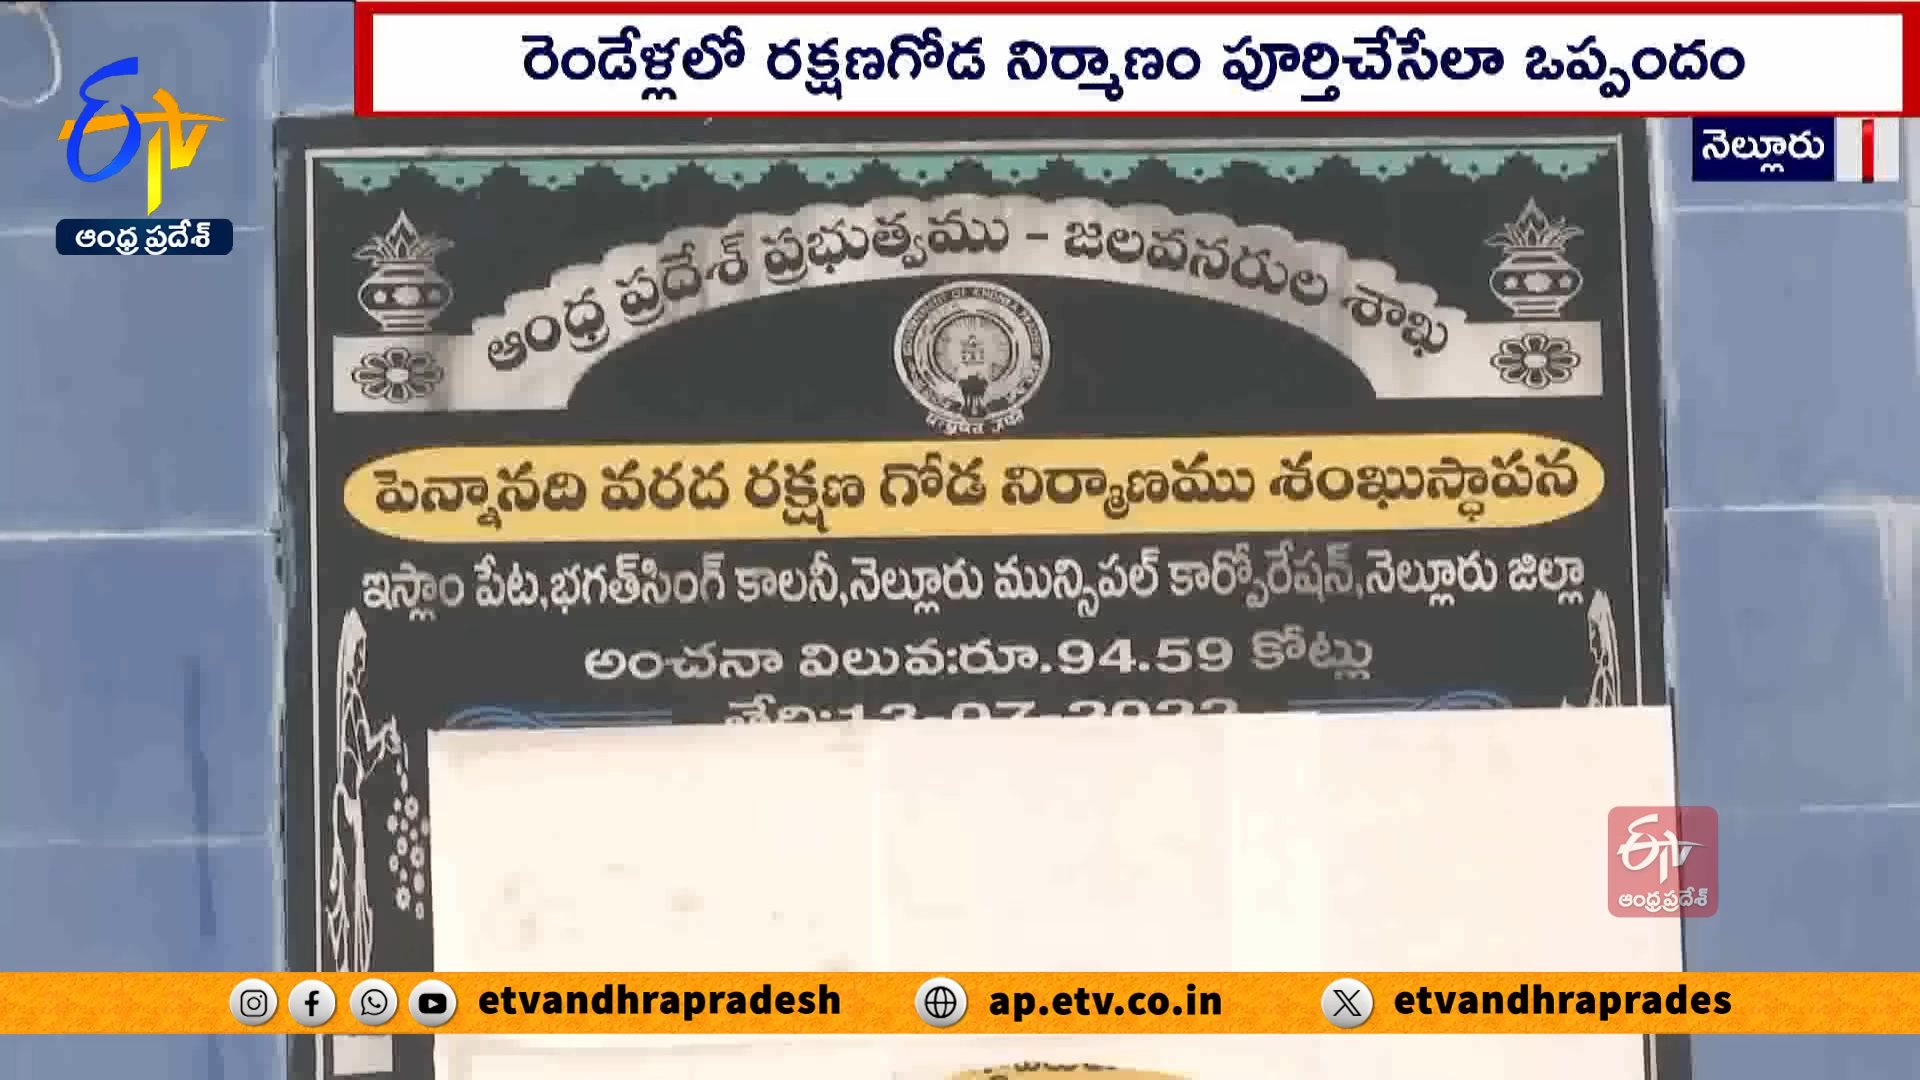 రెండేళ్లలో రక్షణగోడ నిర్మాణం పూర్తిచేసేలా ఒప్పందం
ఆంధ్ర ప్రదేశ్
నెల్లూరు
ఆంధ్ర ప్రదేశ్ ప్రభుత్వము - జలవనరుల శాఖ
పెన్నానది వరద రక్షణ గోడ నిర్మాణము శంఖుస్థాపన
ఇస్లాం పేట,భగత్‌సింగ్ కాలనీ,నెల్లూరు మున్సిపల్ కార్పోరేషన్,నెల్లూరు జిల్లా
అంచనా విలువ:రూ.94.59 కోట్లు
ఆంధ్రప్రదేశ్
etvandhrapradesh
ap.etv.co.in
etvandhraprades